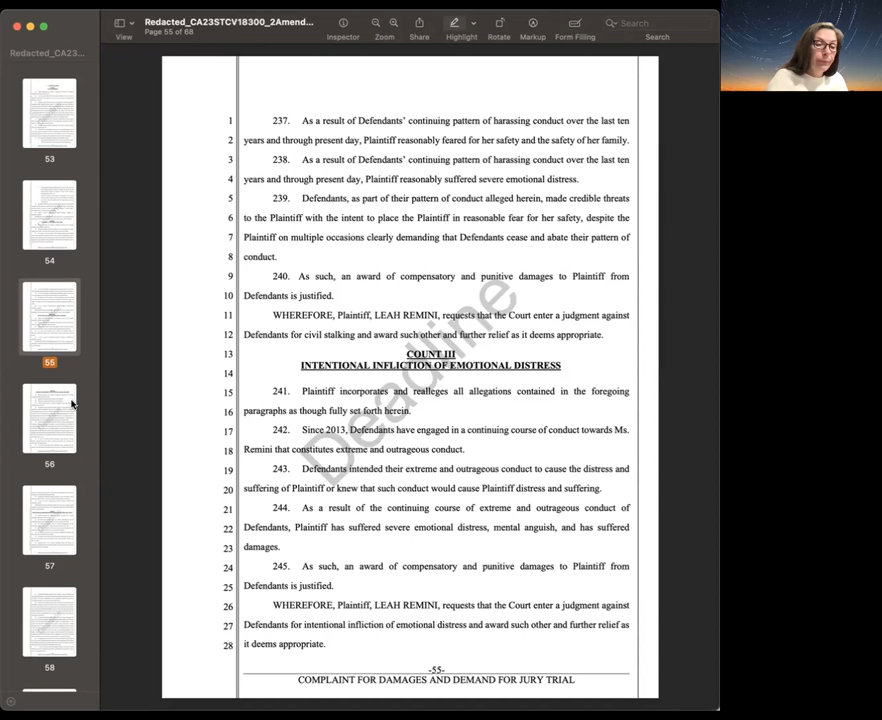 Redacted_CA23STCV18300_2Amend...
Page 55 of 68
View
Inspector
Zoom
Share
Highlight
Rotate
Markup
Form Filling
Search
Search
Redacted_CA23...
53
54
55
56
57
58
1 237. As a result of Defendants' continuing pattern of harassing conduct over the last ten
2 years and through present day, Plaintiff reasonably feared for her safety and the safety of her family.
3 238. As a result of Defendants' continuing pattern of harassing conduct over the last ten
4 years and through present day, Plaintiff reasonably suffered severe emotional distress.
5 239. Defendants, as part of their pattern of conduct alleged herein, made credible threats
6 to the Plaintiff with the intent to place the Plaintiff in reasonable fear for her safety, despite the
7 Plaintiff on multiple occasions clearly demanding that Defendants cease and abate their pattern of
8 conduct.
9 240. As such, an award of compensatory and punitive damages to Plaintiff from
10 Defendants is justified.
11 WHEREFORE, Plaintiff, LEAH REMINI, requests that the Court enter a judgment against
12 Defendants for civil stalking and award such other and further relief as it deems appropriate.
13 COUNT III
INTENTIONAL INFLICTION OF EMOTIONAL DISTRESS
14
15 241. Plaintiff incorporates and realleges all allegations contained in the foregoing
16 paragraphs as though fully set forth herein.
17 242. Since 2013, Defendants have engaged in a continuing course of conduct towards Ms.
18 Remini that constitutes extreme and outrageous conduct.
19 243. Defendants intended their extreme and outrageous conduct to cause the distress and
20 suffering of Plaintiff or knew that such conduct would cause Plaintiff distress and suffering.
21 244. As a result of the continuing course of extreme and outrageous conduct of
22 Defendants, Plaintiff has suffered severe emotional distress, mental anguish, and has suffered
23 damages.
24 245. As such, an award of compensatory and punitive damages to Plaintiff from
25 Defendants is justified.
26 WHEREFORE, Plaintiff, LEAH REMINI, requests that the Court enter a judgment against
27 Defendants for intentional infliction of emotional distress and award such other and further relief as
28 it deems appropriate.
-55-
COMPLAINT FOR DAMAGES AND DEMAND FOR JURY TRIAL
Deadline